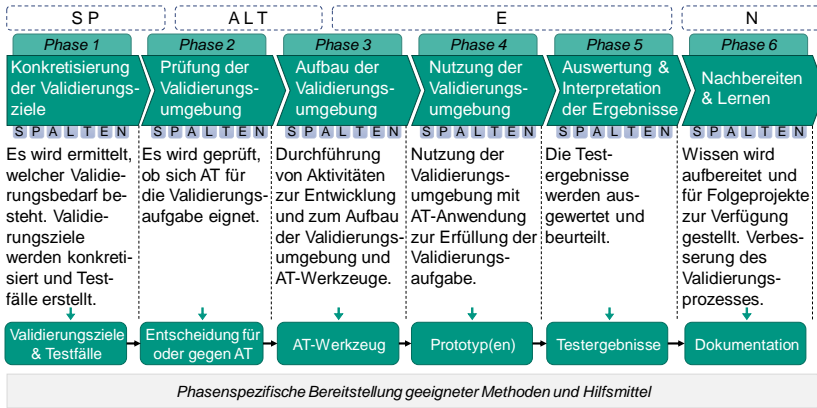 S P
A L T
E
N
Phase 1
Phase 2
Phase 3
Phase 4
Phase 5
Phase 6
Konkretisierung
der Validierungs-
ziele
Prüfung der
Validierungs-
umgebung
Aufbau der
Validierungs-
umgebung
Nutzung der
Validierungs-
umgebung
Auswertung &
Interpretation
der Ergebnisse
Nachbereiten
& Lernen
S P A L T E N
S P A L T E N
S P A L T E N
S P A L T E N
S P A L T E N
S P A L T E N
Es wird ermittelt,
welcher Validie-
rungsbedarf be-
steht. Validie-
rungsziele
werden konkreti-
siert und Test-
fälle erstellt.
Es wird geprüft,
ob sich AT für
die Validierungs-
aufgabe eignet.
Durchführung
von Aktivitäten
zur Entwicklung
und zum Aufbau
der Validierungs-
umgebung und
AT-Werkzeuge.
Nutzung der
Validierungs-
umgebung mit
AT-Anwendung
zur Erfüllung der
Validierungs-
aufgabe.
Die Test-
ergebnisse
werden aus-
gewertet und
beurteilt.
Wissen wird
aufbereitet und
für Folgeprojekte
zur Verfügung
gestellt. Verbes-
serung des
Validierungs-
prozesses.
Validierungsziele
& Testfälle
Entscheidung für
oder gegen AT
AT-Werkzeug
Prototyp(en)
Testergebnisse
Dokumentation
Phasenspezifische Bereitstellung geeigneter Methoden und Hilfsmittel